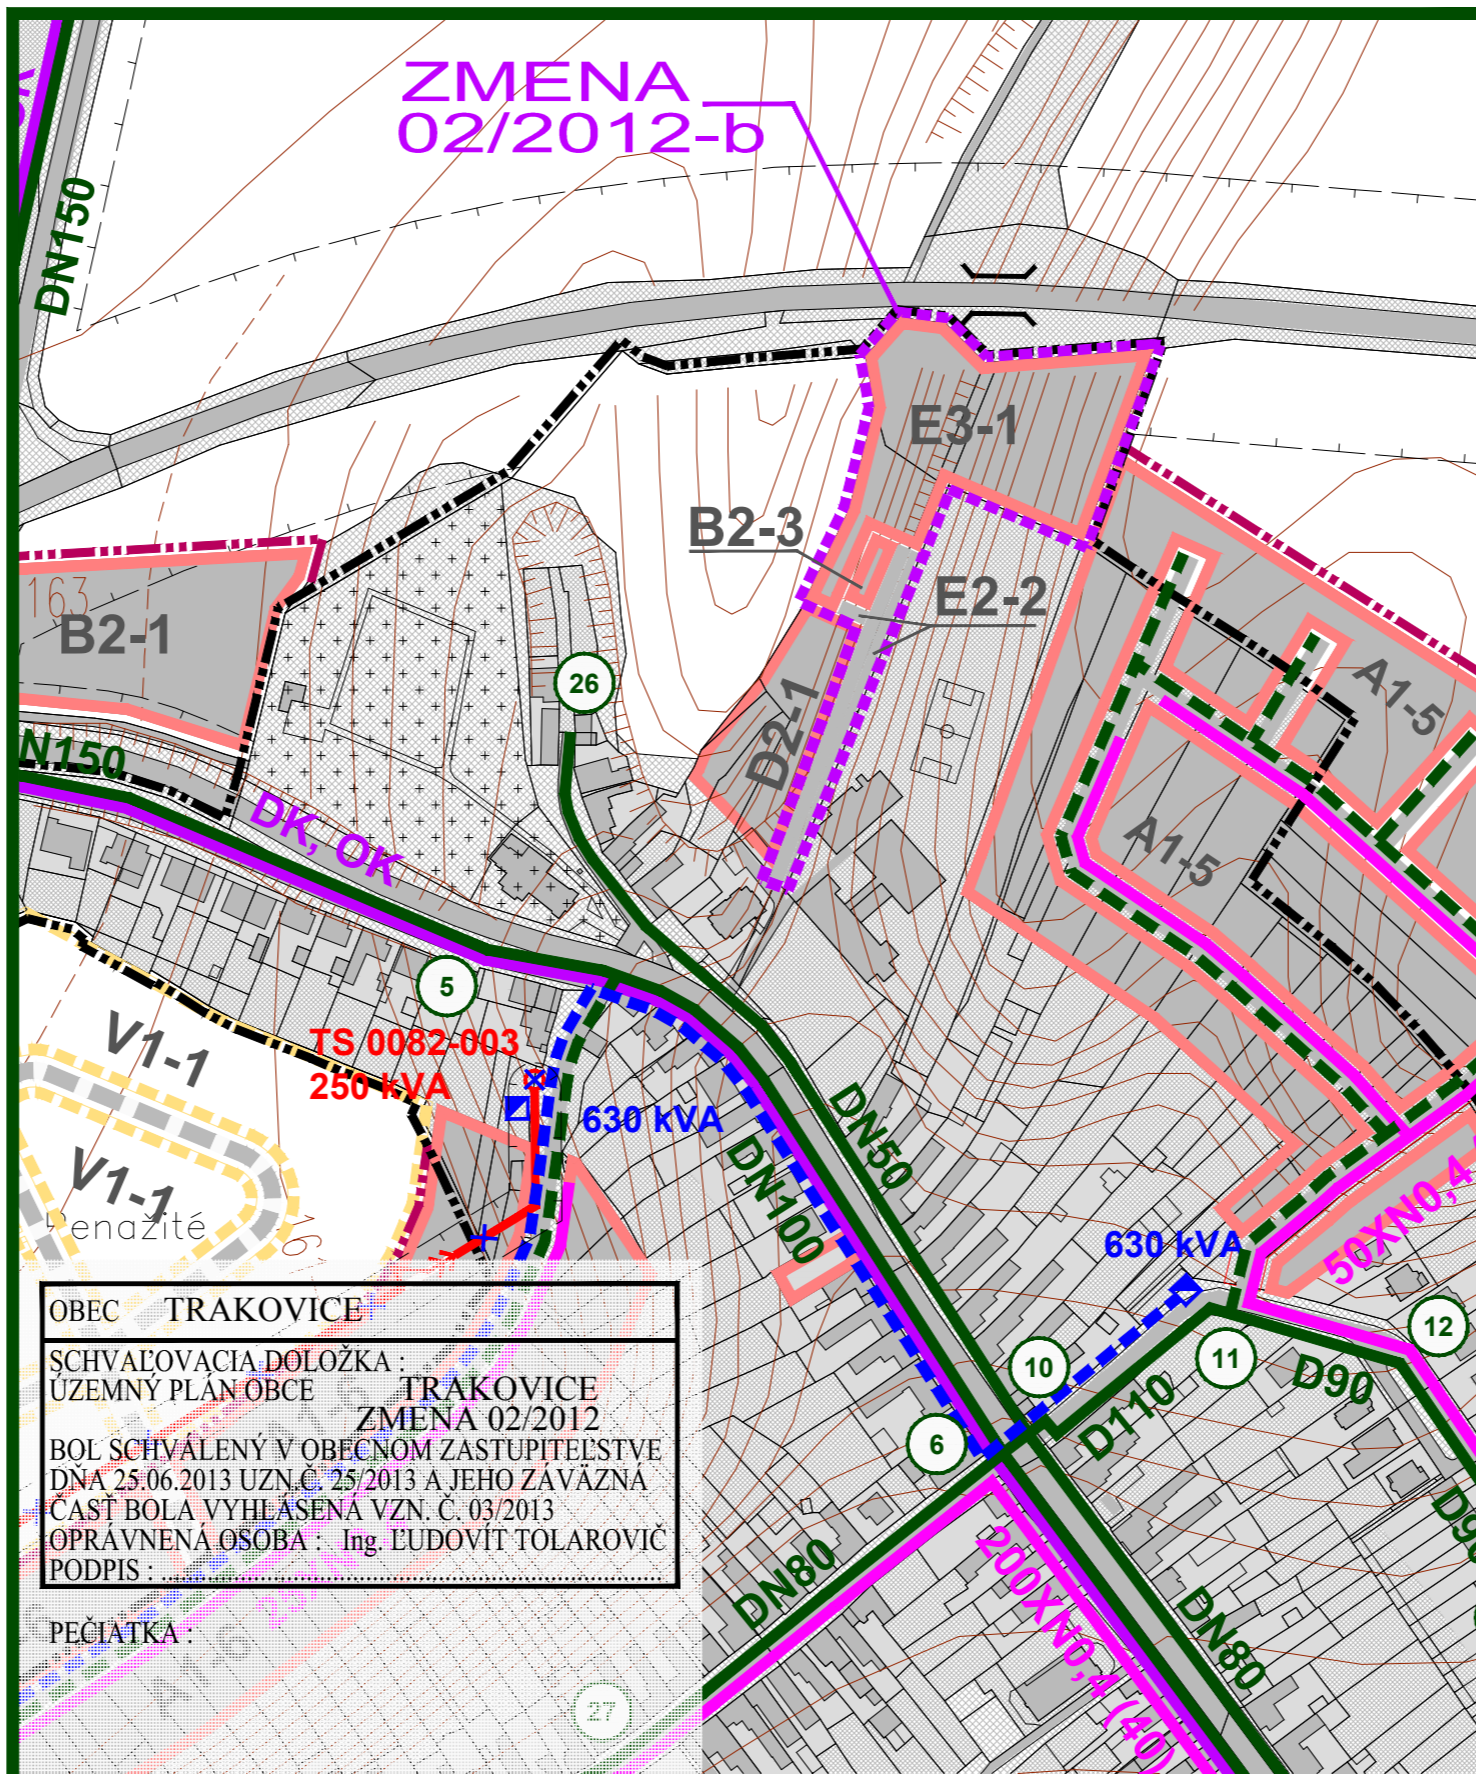 ZMENA
02/2012-b
DN150
E3-1
B2-3
E2-2
163
B2-1
26
A1-5
D2-1
N150
DK, OK
A1-5
5
V1-1
TS 0082-003
250 kVA
630 kVA
DN50
DN100
V1-1
enažité
630 kVA
50XN0,4
12
10
11
D90
D110
6
DN80
200XN0,4 (40)
DN80
OBEC TRAKOVICE
SCHVAĽOVACIA DOLOŽKA :
ÚZEMNÝ PLÁN OBCE TRAKOVICE
ZMENA 02/2012
BOL SCHVÁLENÝ V OBECNOM ZASTUPITEĽSTVE
DŇA 25.06.2013 UZN.Č. 25/2013 A JEHO ZÁVÄZNÁ
ČASŤ BOLA VYHLÁSENÁ VZN. Č. 03/2013
OPRÁVNENÁ OSOBA : Ing. ĽUDOVÍT TOLAROVIČ
PODPIS :
PEČIATKA :
27